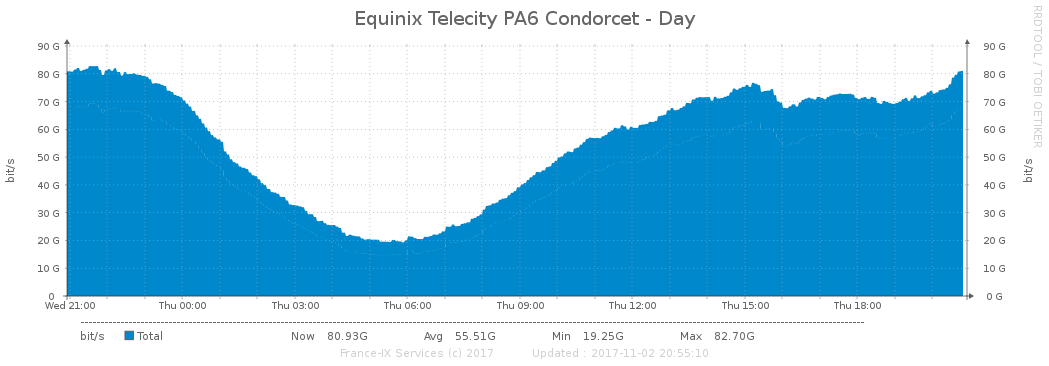 Equinix Telecity PA6 Condorcet - Day
RRDTOOL / TOBI OETIKER
90 G 90 G
80 G 80 G
70 G 70 G
60 G 60 G
50 G 50 G
40 G 40 G
30 G 30 G
20 G 20 G
10 G 10 G
0 0 G
bit/s bit/s
Wed 21:00 Thu 00:00 Thu 03:00 Thu 06:00 Thu 09:00 Thu 12:00 Thu 15:00 Thu 18:00
bit/s Total Now 80.93G Avg 55.51G Min 19.25G Max 82.70G
France-IX Services (c) 2017 Updated : 2017-11-02 20:55:10